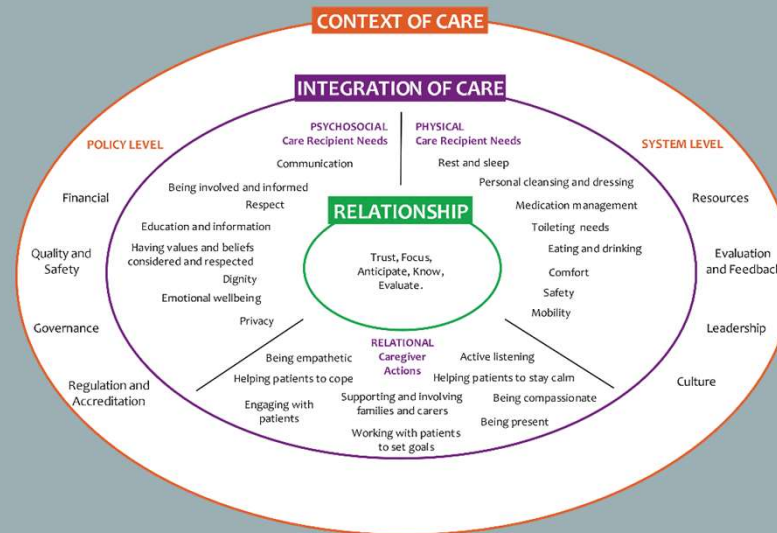 CONTEXT OF CARE
INTEGRATION OF CARE
POLICY LEVEL
Financial
Quality and
Safety
Governance
Regulation and
Accreditation
PSYCHOSOCIAL
Care Recipient Needs
Communication
Being involved and informed
Respect
Education and information
Having values and beliefs
considered and respected
Dignity
Emotional wellbeing
Privacy
PHYSICAL
Care Recipient Needs
Rest and sleep
Personal cleansing and dressing
Medication management
Toileting needs
Eating and drinking
Comfort
Safety
Mobility
SYSTEM LEVEL
Resources
Evaluation
and Feedback
Leadership
Culture
RELATIONSHIP
Trust, Focus,
Anticipate, Know,
Evaluate.
RELATIONAL
Caregiver
Actions
Being empathetic
Helping patients to cope
Engaging with
patients
Supporting and involving
families and carers
Working with patients
to set goals
Active listening
Helping patients to stay calm
Being compassionate
Being present